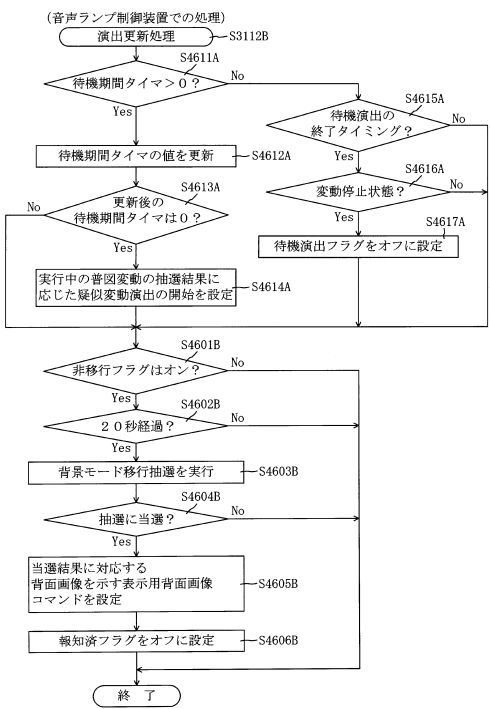 (音声ランプ制御装置での処理)
演出更新処理
S3112B
S4611A
待機期間タイマ>0?
No
Yes
S4615A
待機演出の
終了タイミング?
No
Yes
待機期間タイマの値を更新
S4612A
S4616A
変動停止状態?
No
Yes
S4613A
更新後の
待機期間タイマは0?
No
Yes
S4617A
待機演出フラグをオフに設定
実行中の普図変動の抽選結果に
応じた疑似変動演出の開始を設定
S4614A
S4601B
非移行フラグはオン?
No
Yes
S4602B
20秒経過?
No
Yes
背景モード移行抽選を実行
S4603B
S4604B
抽選に当選?
No
Yes
当選結果に対応する
背面画像を示す表示用背面画像
コマンドを設定
S4605B
報知済フラグをオフに設定
S4606B
終 了